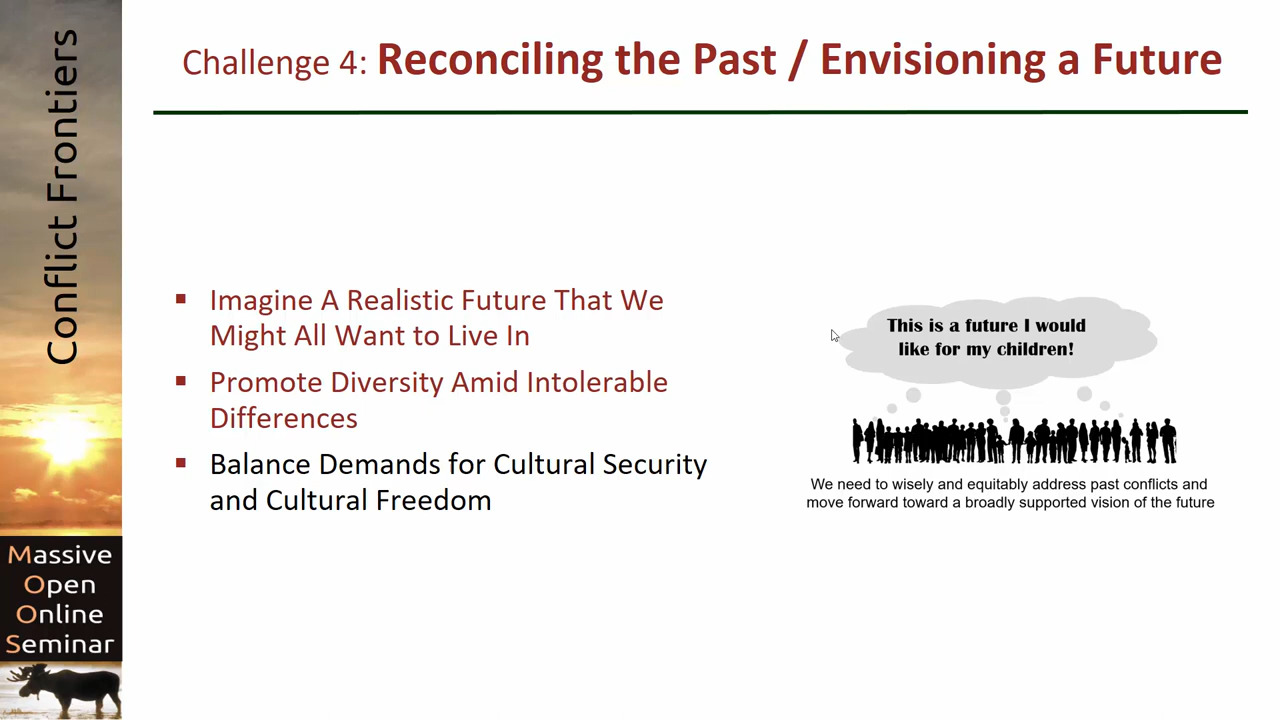 Conflict Frontiers
Massive
Open
Online
Seminar
Challenge 4: Reconciling the Past / Envisioning a Future
Imagine A Realistic Future That We
Might All Want to Live In
Promote Diversity Amid Intolerable
Differences
Balance Demands for Cultural Security
and Cultural Freedom
This is a future I would
like for my children!
We need to wisely and equitably address past conflicts and
move forward toward a broadly supported vision of the future